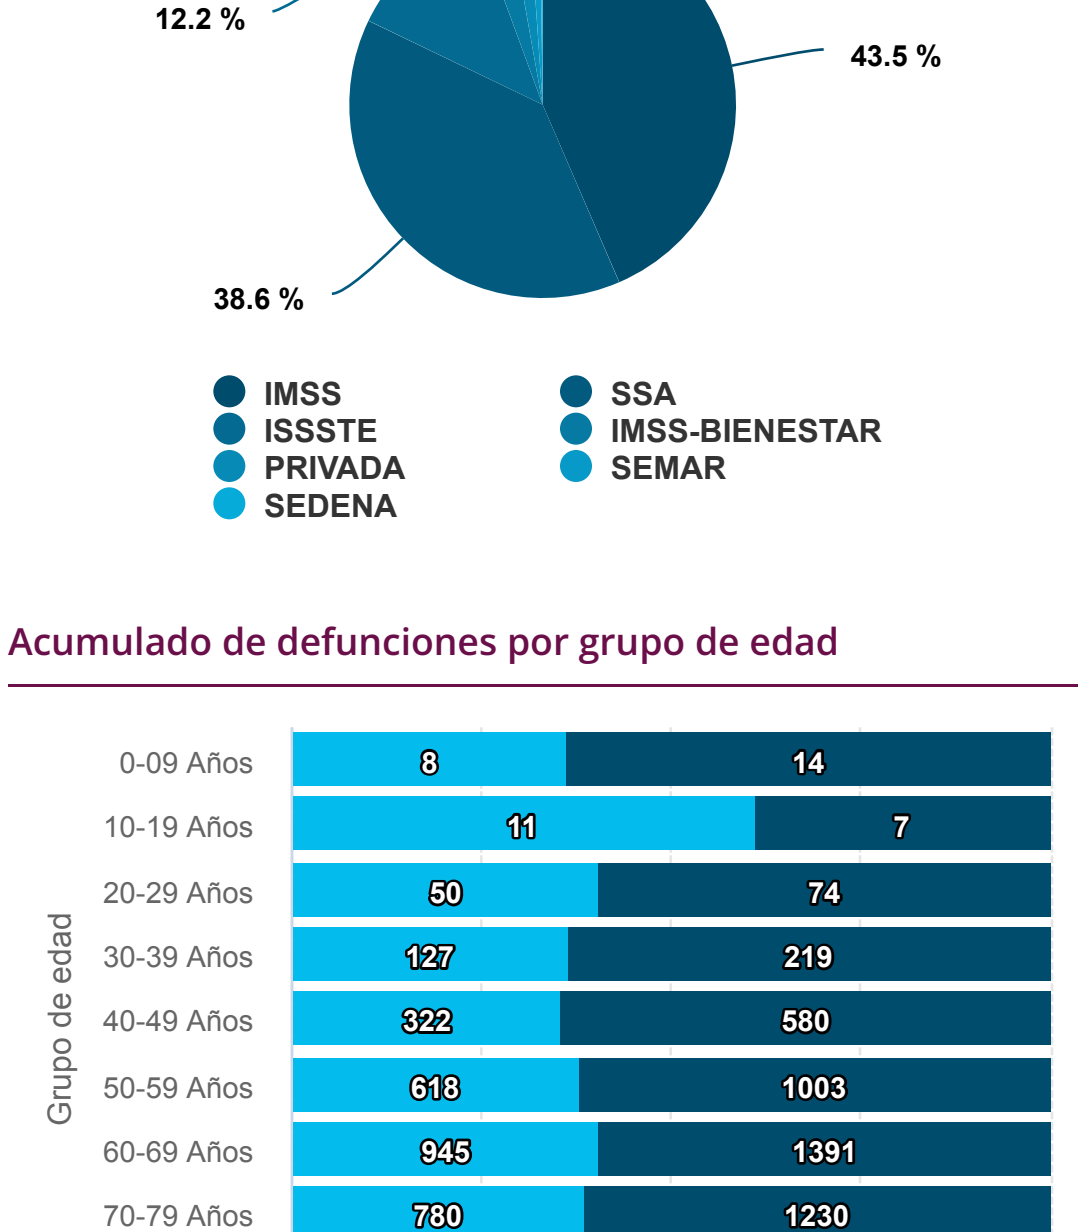 12.2 %
43.5 %
38.6 %
IMSS
SSA
ISSSTE
IMSS-BIENESTAR
PRIVADA
SEMAR
SEDENA
Acumulado de defunciones por grupo de edad
Grupo de edad
0-09 Años 8 14
10-19 Años 11 7
20-29 Años 50 74
30-39 Años 127 219
40-49 Años 322 580
50-59 Años 618 1003
60-69 Años 945 1391
70-79 Años 780 1230